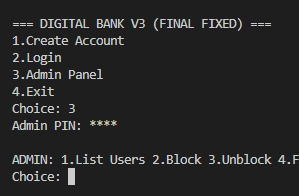 === DIGITAL BANK V3 (FINAL FIXED) ===
1.Create Account
2.Login
3.Admin Panel
4.Exit
Choice: 3
Admin PIN: ****
ADMIN: 1.List Users 2.Block 3.Unblock 4.F
Choice: